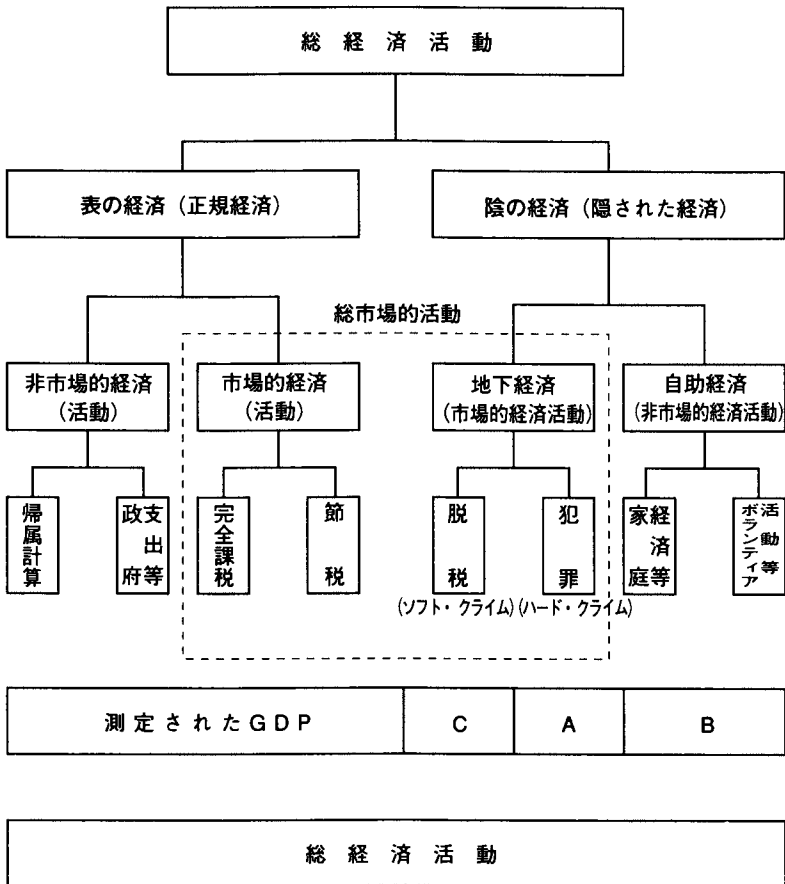 総経済活動
表の経済（正規経済）
陰の経済（隠された経済）
総市場的活動
非市場的経済
（活動）
市場的経済
（活動）
地下経済
（市場的経済活動）
自助経済
（非市場的経済活動）
帰属計算
政府
支出等
完全課税
節税
脱税
犯罪
家庭
経済等
ボランティア
活動等
（ソフト・クライム）
（ハード・クライム）
測定されたGDP
C
A
B
総経済活動